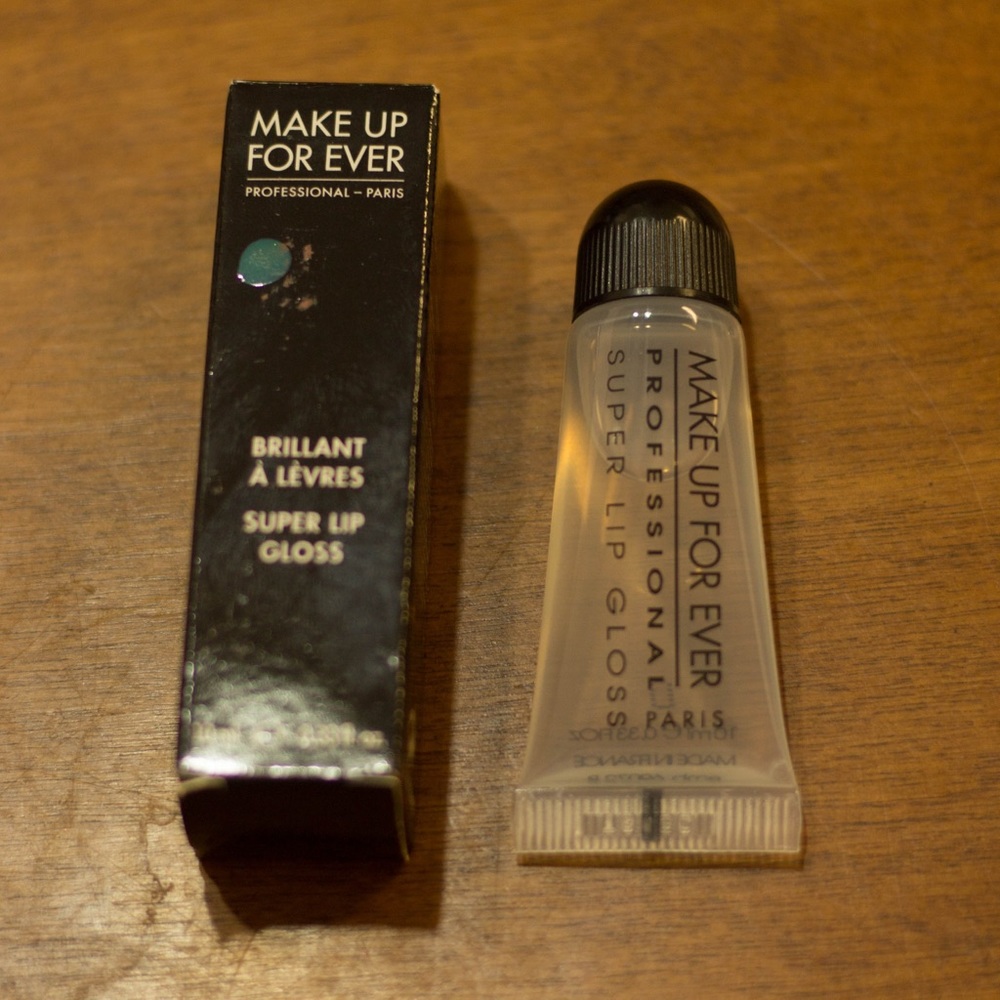 MAKE UP
FOR EVER
PROFESSIONAL – PARIS
BRILLANT
À LÈVRES
SUPER LIP
GLOSS
MAKE UP FOR EVER
PROFESSIONAL
PARIS
SUPER LIP GLOSS
MADE IN FRANCE